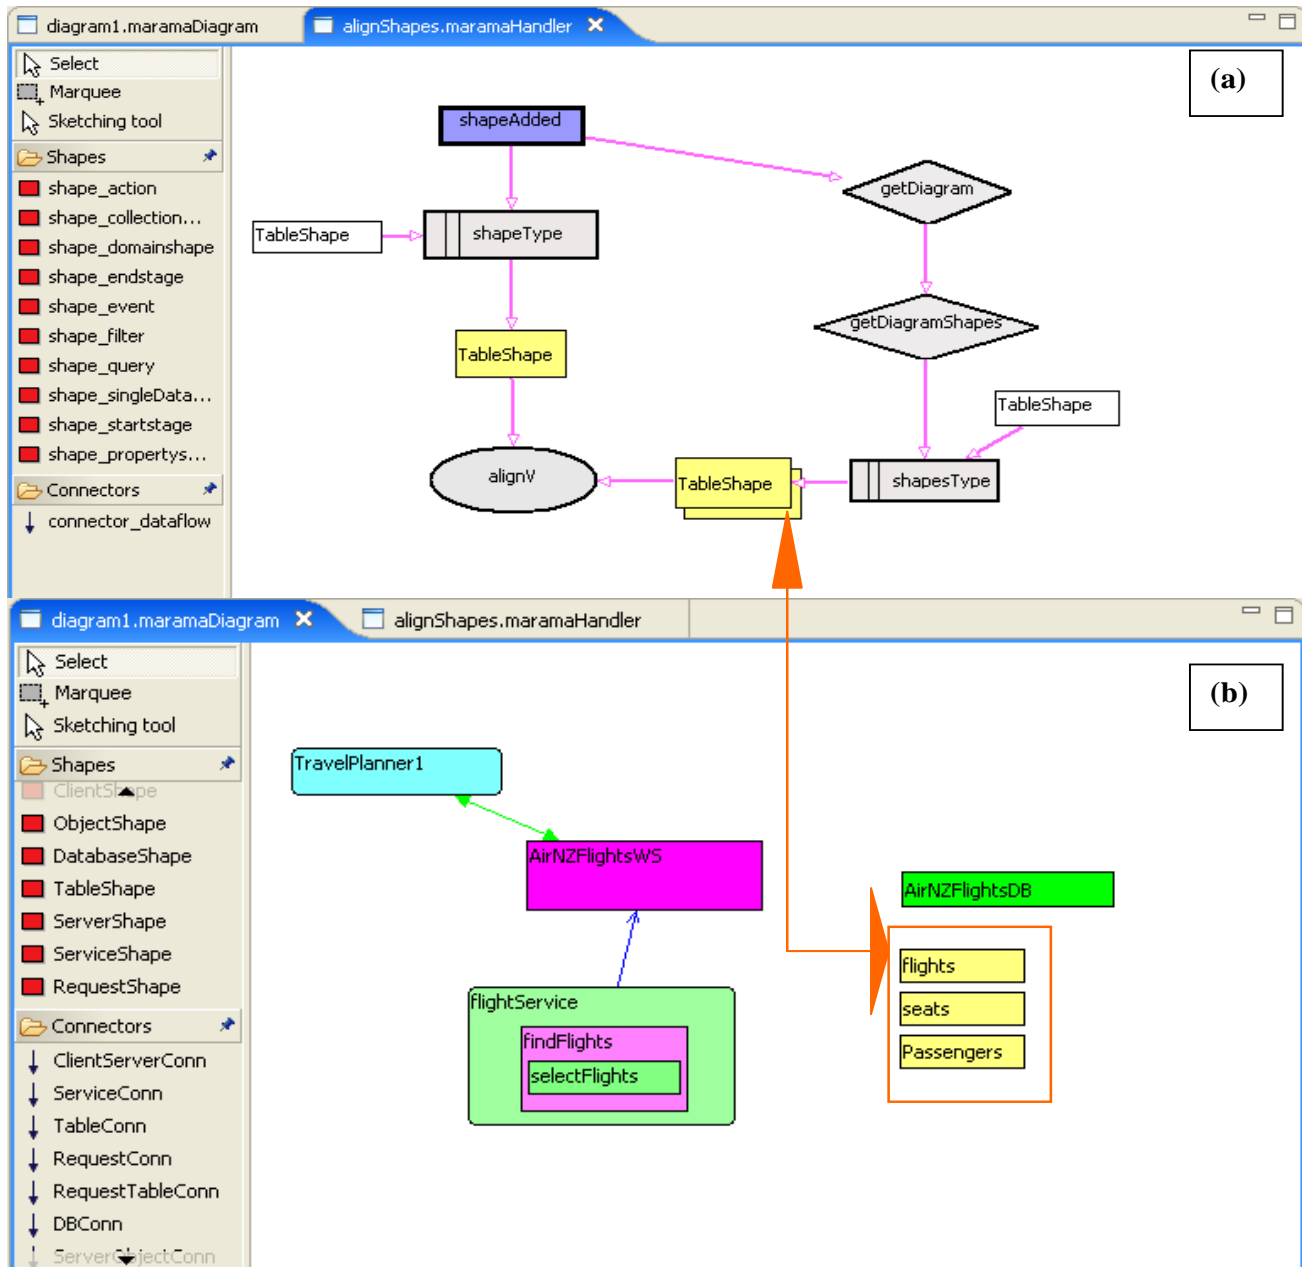 diagram1.maramaDiagram
alignShapes.maramaHandler
Select
Marquee
Sketching tool
Shapes
shape_action
shape_collection...
shape_domainshape
shape_endstage
shape_event
shape_filter
shape_query
shape_singleData...
shape_startstage
shape_propertys...
Connectors
connector_dataflow
(a)
shapeAdded
getDiagram
TableShape
shapeType
getDiagramShapes
TableShape
TableShape
alignV
TableShape
shapesType
diagram1.maramaDiagram
alignShapes.maramaHandler
Select
Marquee
Sketching tool
Shapes
ClientShape
ObjectShape
DatabaseShape
TableShape
ServerShape
ServiceShape
RequestShape
Connectors
ClientServerConn
ServiceConn
TableConn
RequestConn
RequestTableConn
DBConn
ServerObjectConn
(b)
TravelPlanner1
AirNZFlightsWS
AirNZFlightsDB
flights
seats
Passengers
flightService
findFlights
selectFlights